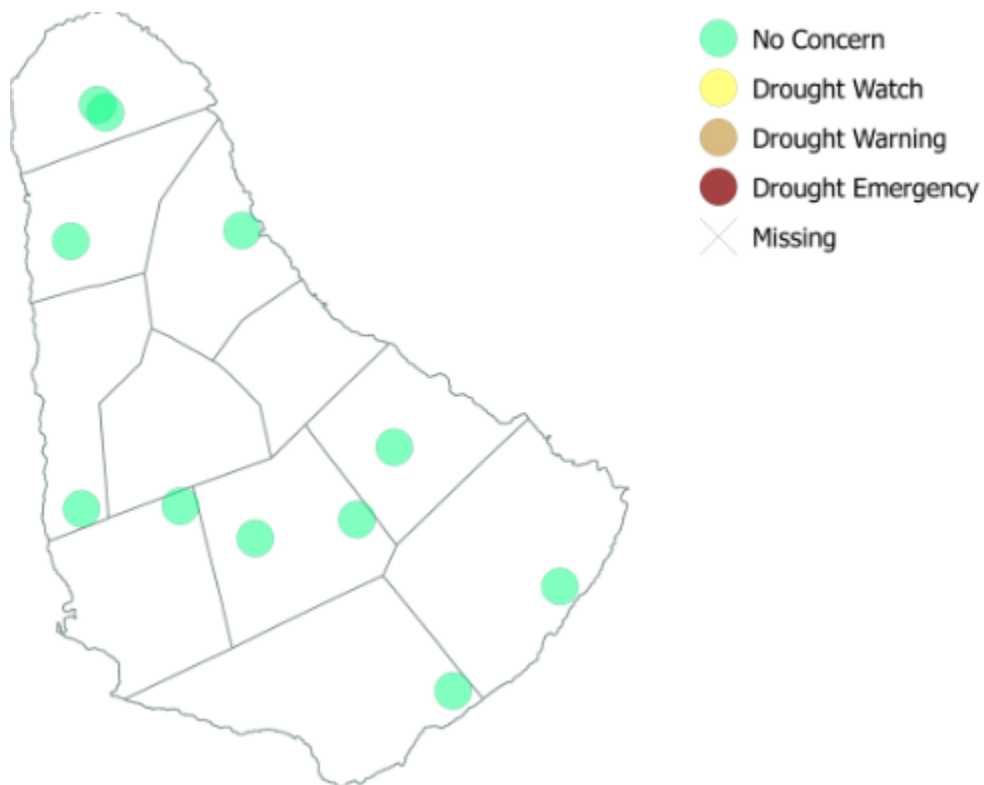 No Concern
Drought Watch
Drought Warning
Drought Emergency
Missing